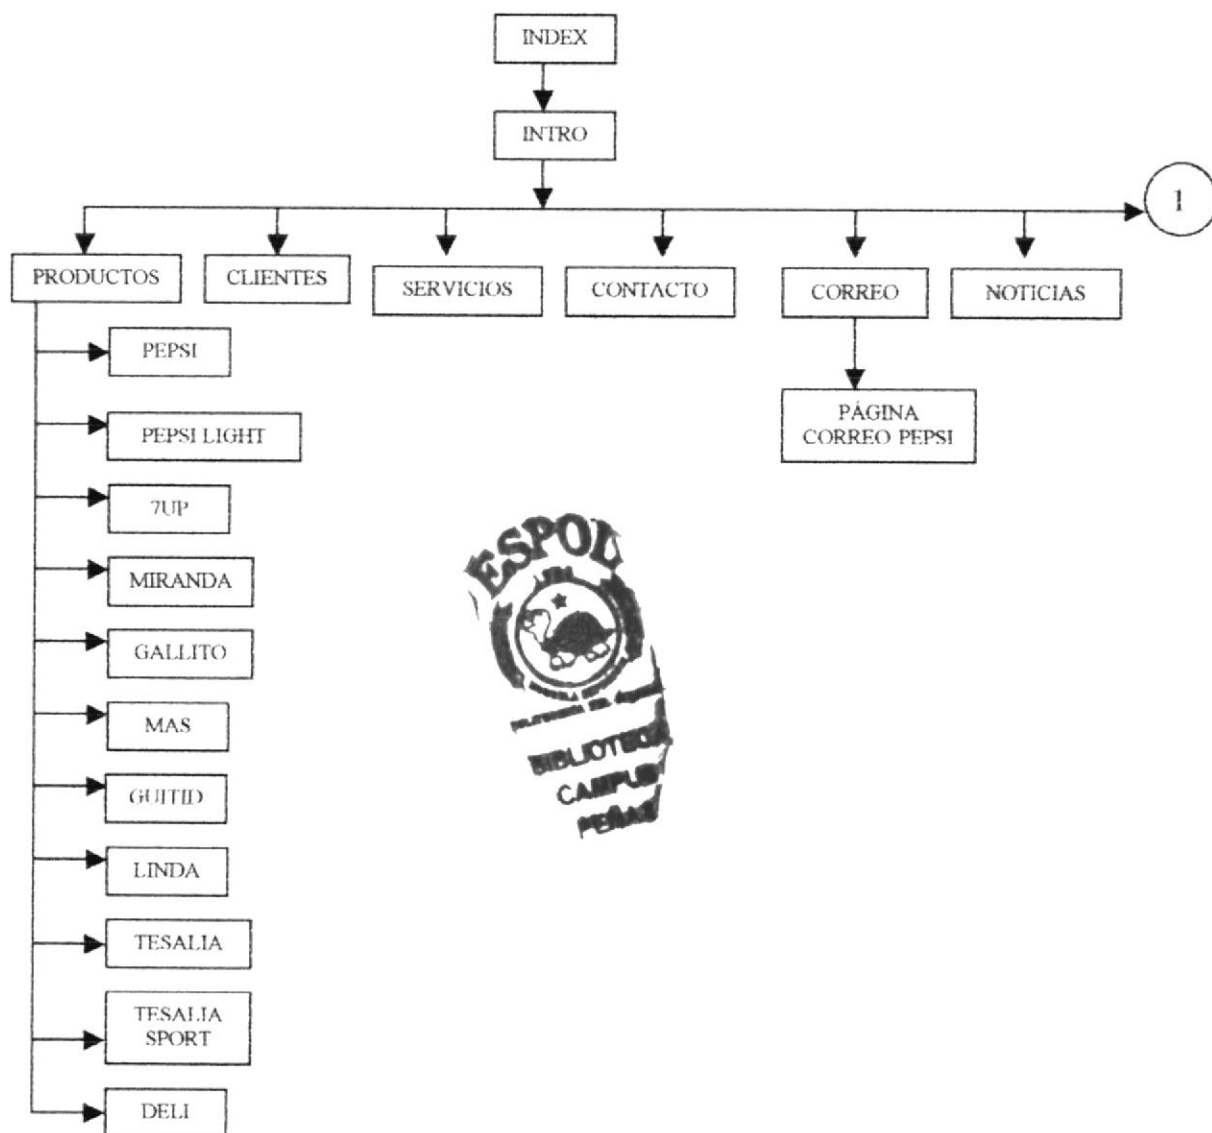 INDEX
INTRO
1
PRODUCTOS
CLIENTES
SERVICIOS
CONTACTO
CORREO
NOTICIAS
PEPSI
PEPSI LIGHT
PÁGINA
CORREO PEPSI
7UP
MIRANDA
GALLITO
MAS
GUITID
LINDA
TESALIA
TESALIA
SPORT
DELI
ESPOL
BIBLIOTECA
CAMPUS
PEÑAS